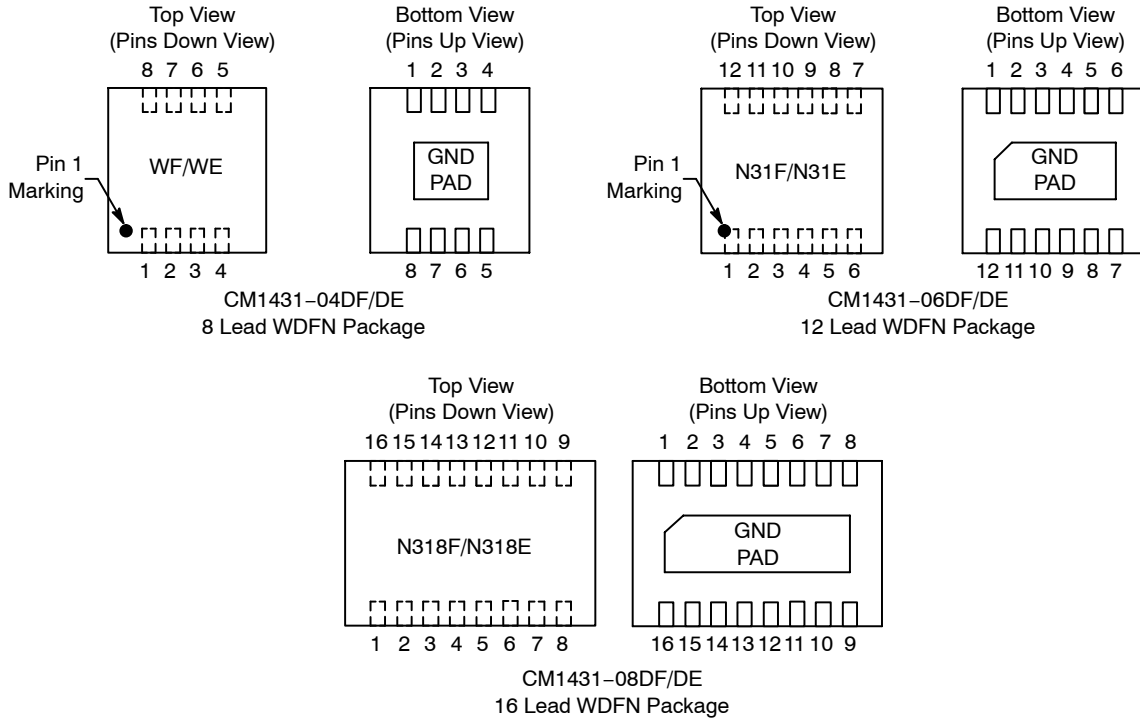 Top View
(Pins Down View)
8 7 6 5
WF/WE
Pin 1
Marking
1 2 3 4
Bottom View
(Pins Up View)
1 2 3 4
GND
PAD
8 7 6 5
CM1431−04DF/DE
8 Lead WDFN Package
Top View
(Pins Down View)
12 11 10 9 8 7
N31F/N31E
Pin 1
Marking
1 2 3 4 5 6
Bottom View
(Pins Up View)
1 2 3 4 5 6
GND
PAD
12 11 10 9 8 7
CM1431−06DF/DE
12 Lead WDFN Package
Top View
(Pins Down View)
16 15 14 13 12 11 10 9
N318F/N318E
1 2 3 4 5 6 7 8
Bottom View
(Pins Up View)
1 2 3 4 5 6 7 8
GND
PAD
16 15 14 13 12 11 10 9
CM1431−08DF/DE
16 Lead WDFN Package